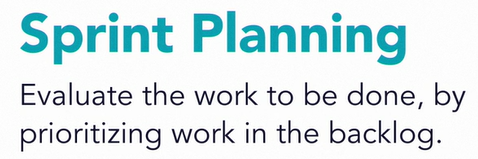 Sprint Planning
Evaluate the work to be done, by
prioritizing work in the backlog.